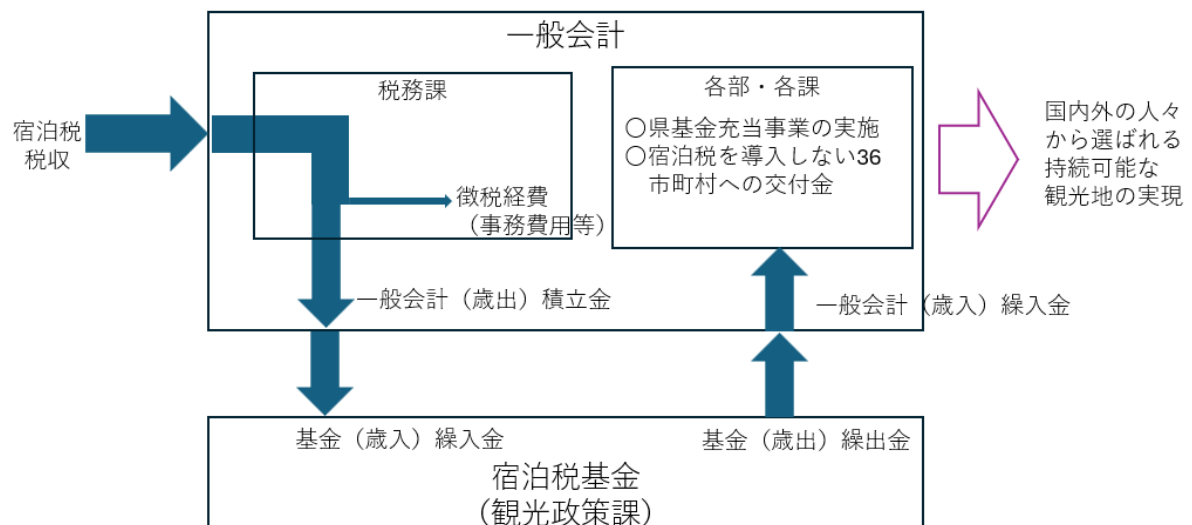 一般会計
宿泊税
税収
税務課
徴税経費
（事務費用等）
一般会計（歳出）積立金
各部・各課
○県基金充当事業の実施
○宿泊税を導入しない36
市町村への交付金
一般会計（歳入）繰入金
国内外の人々
から選ばれる
持続可能な
観光地の実現
基金（歳入）繰入金
基金（歳出）繰出金
宿泊税基金
（観光政策課）